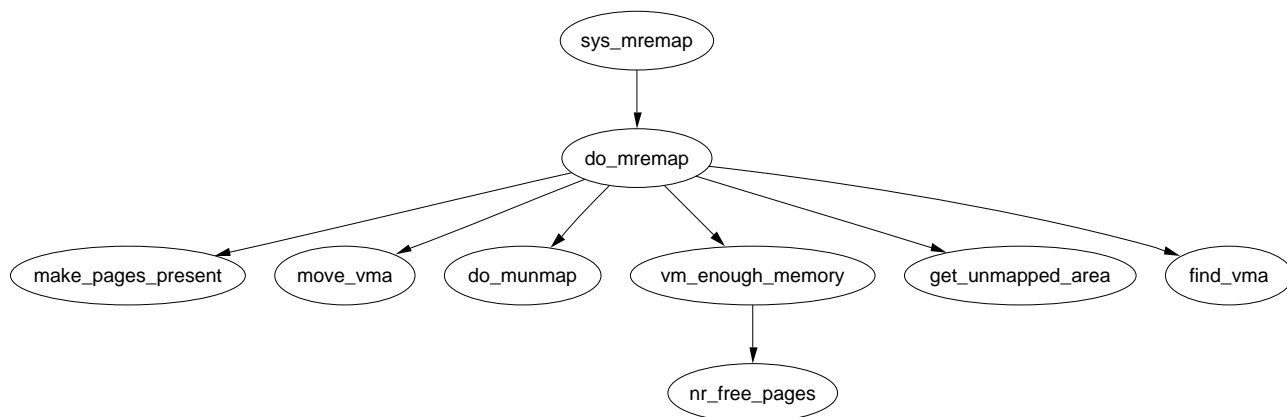 sys_mremap
do_mremap
make_pages_present
move_vma
do_munmap
vm_enough_memory
get_unmapped_area
find_vma
nr_free_pages